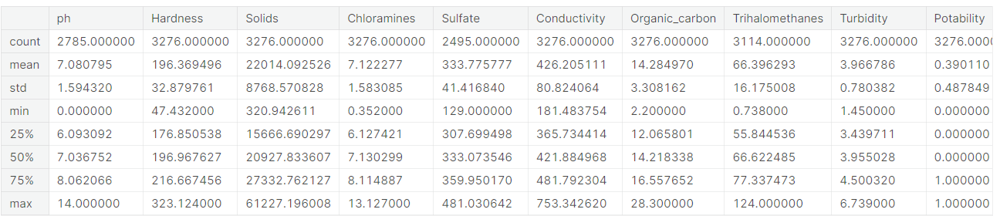 ph Hardness Solids Chloramines Sulfate Conductivity Organic_carbon Trihalomethanes Turbidity Potability
count 2785.000000 3276.000000 3276.000000 3276.000000 2495.000000 3276.000000 3276.000000 3114.000000 3276.000000 3276.000
mean 7.080795 196.369496 22014.092526 7.122277 333.775777 426.205111 14.284970 66.396293 3.966786 0.390110
std 1.594320 32.879761 8768.570828 1.583085 41.416840 80.824064 3.308162 16.175008 0.780382 0.487849
min 0.000000 47.432000 320.942611 0.352000 129.000000 181.483754 2.200000 0.738000 1.450000 0.000000
25% 6.093092 176.850538 15666.690297 6.127421 307.699498 365.734414 12.065801 55.844536 3.439711 0.000000
50% 7.036752 196.967627 20927.833607 7.130299 333.073546 421.884968 14.218338 66.622485 3.955028 0.000000
75% 8.062066 216.667456 27332.762127 8.114887 359.950170 481.792304 16.557652 77.337473 4.500320 1.000000
max 14.000000 323.124000 61227.196008 13.127000 481.030642 753.342620 28.300000 124.000000 6.739000 1.000000